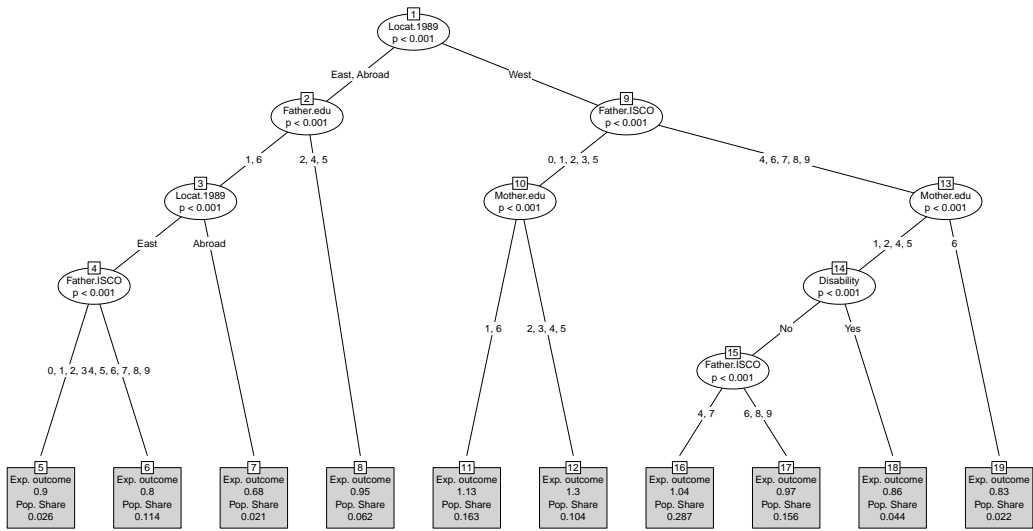 1
Locat.1989
p < 0.001
East, Abroad
West
2
Father.edu
p < 0.001
9
Father.ISCO
p < 0.001
1, 6
2, 4, 5
0, 1, 2, 3, 5
4, 6, 7, 8, 9
3
Locat.1989
p < 0.001
10
Mother.edu
p < 0.001
13
Mother.edu
p < 0.001
East
Abroad
1, 2, 4, 5
6
4
Father.ISCO
p < 0.001
14
Disability
p < 0.001
1, 6
2, 3, 4, 5
No
Yes
15
Father.ISCO
p < 0.001
0, 1, 2, 3
4, 5, 6, 7, 8, 9
4, 7
6, 8, 9
5
Exp. outcome
0.9
Pop. Share
0.026
6
Exp. outcome
0.8
Pop. Share
0.114
7
Exp. outcome
0.68
Pop. Share
0.021
8
Exp. outcome
0.95
Pop. Share
0.062
11
Exp. outcome
1.13
Pop. Share
0.163
12
Exp. outcome
1.3
Pop. Share
0.104
16
Exp. outcome
1.04
Pop. Share
0.287
17
Exp. outcome
0.97
Pop. Share
0.156
18
Exp. outcome
0.86
Pop. Share
0.044
19
Exp. outcome
0.83
Pop. Share
0.022